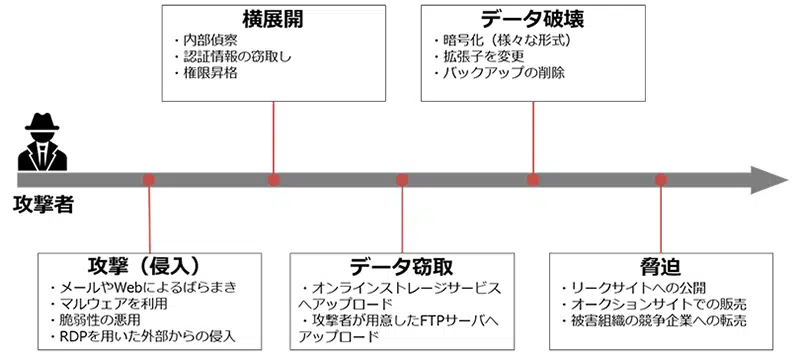 横展開
・内部偵察
・認証情報の窃取し
・権限昇格
データ破壊
・暗号化（様々な形式）
・拡張子を変更
・バックアップの削除
攻撃者
攻撃（侵入）
・メールやWebによるばらまき
・マルウェアを利用
・脆弱性の悪用
・RDPを用いた外部からの侵入
データ窃取
・オンラインストレージサービス
へアップロード
・攻撃者が用意したFTPサーバへ
アップロード
脅迫
・リークサイトへの公開
・オークションサイトでの販売
・被害組織の競争企業への転売